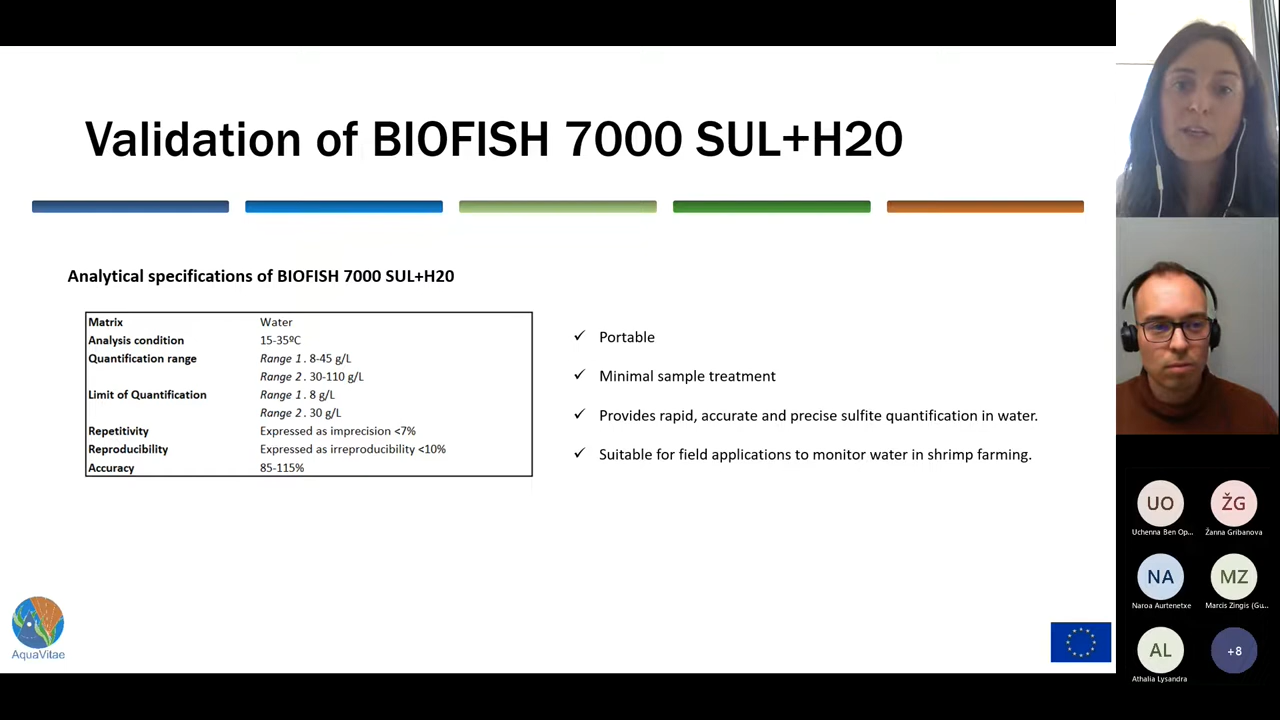 Validation of BIOFISH 7000 SUL+H20
Analytical specifications of BIOFISH 7000 SUL+H20
Matrix Water
Analysis condition 15-35ºC
Quantification range Range 1. 8-45 g/L
Range 2. 30-110 g/L
Limit of Quantification Range 1. 8 g/L
Range 2. 30 g/L
Repetitivity Expressed as imprecision <7%
Reproducibility Expressed as irreproducibility <10%
Accuracy 85-115%
✓ Portable
✓ Minimal sample treatment
✓ Provides rapid, accurate and precise sulfite quantification in water.
✓ Suitable for field applications to monitor water in shrimp farming.
AquaVitae
UO ŽG
Uchenna Ben Op... Žanna Gribanova
NA MZ
Naroa Aurtenetxe Marcis Zingis (Gu...
AL +8
Athalia Lysandra